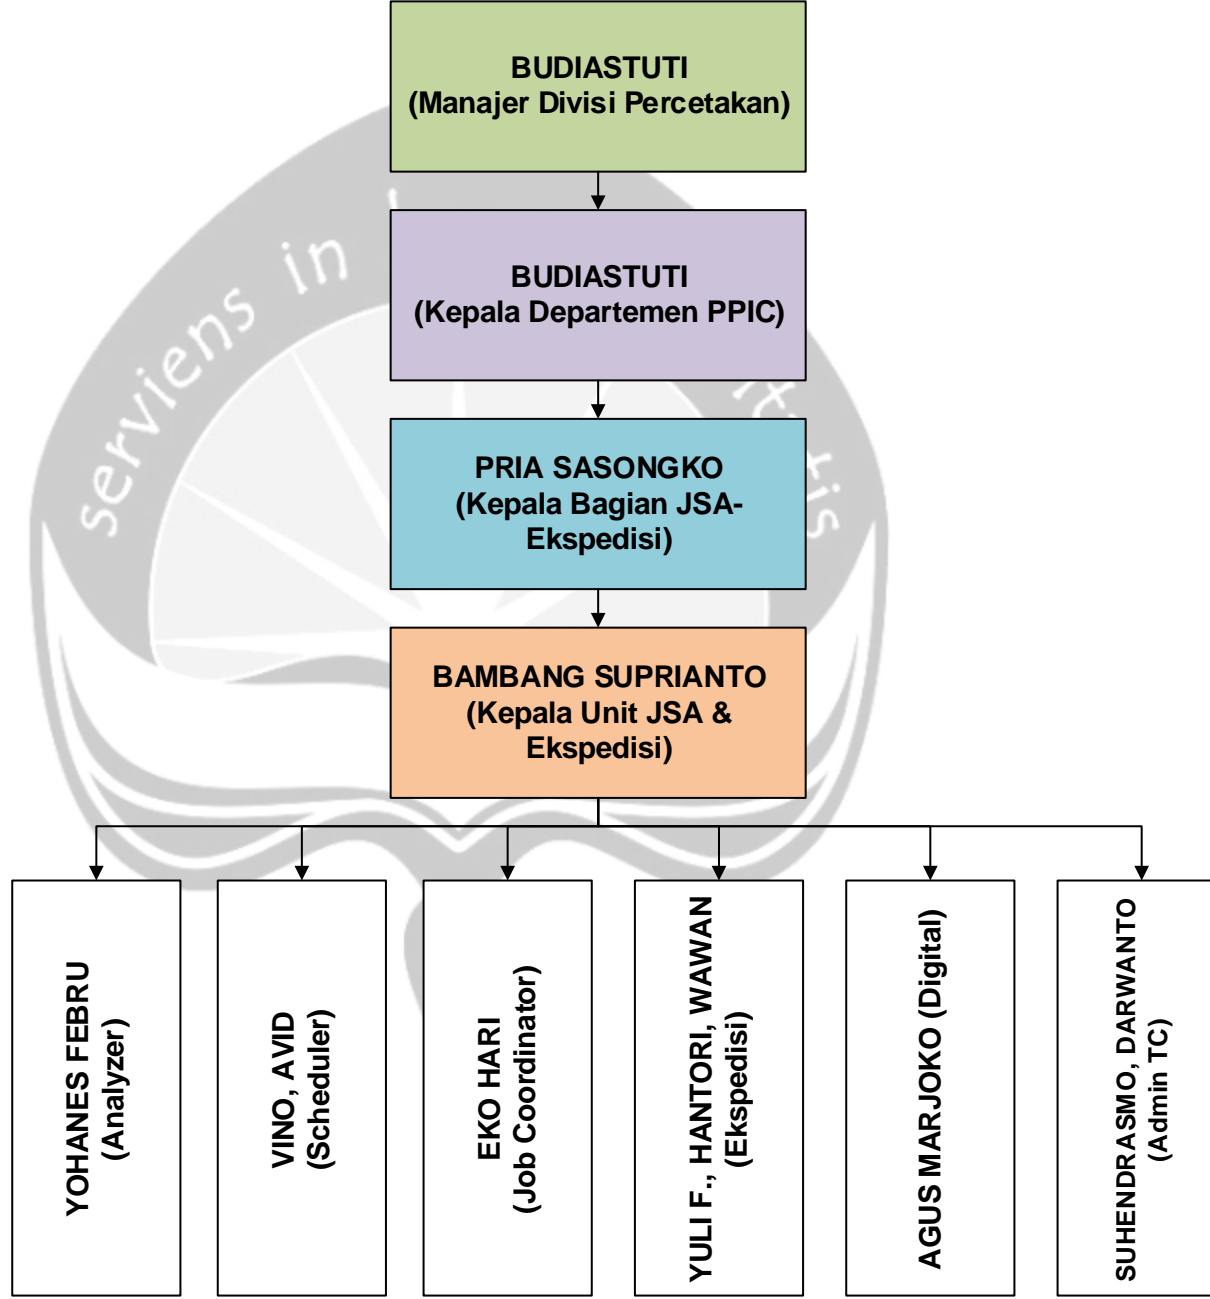 BUDIASTUTI
(Manajer Divisi Percetakan)
BUDIASTUTI
(Kepala Departemen PPIC)
PRIA SASONGKO
(Kepala Bagian JSA-
Ekspedisi)
BAMBANG SUPRIANTO
(Kepala Unit JSA &
Ekspedisi)
YOHANES FEBRU
(Analyzer)
VINO, AVID
(Scheduler)
EKO HARI
(Job Coordinator)
YULI F., HANTORI, WAWAN
(Ekspedisi)
AGUS MARJOKO (Digital)
SUHENDRASMO, DARWANTO
(Admin TC)
serviens in